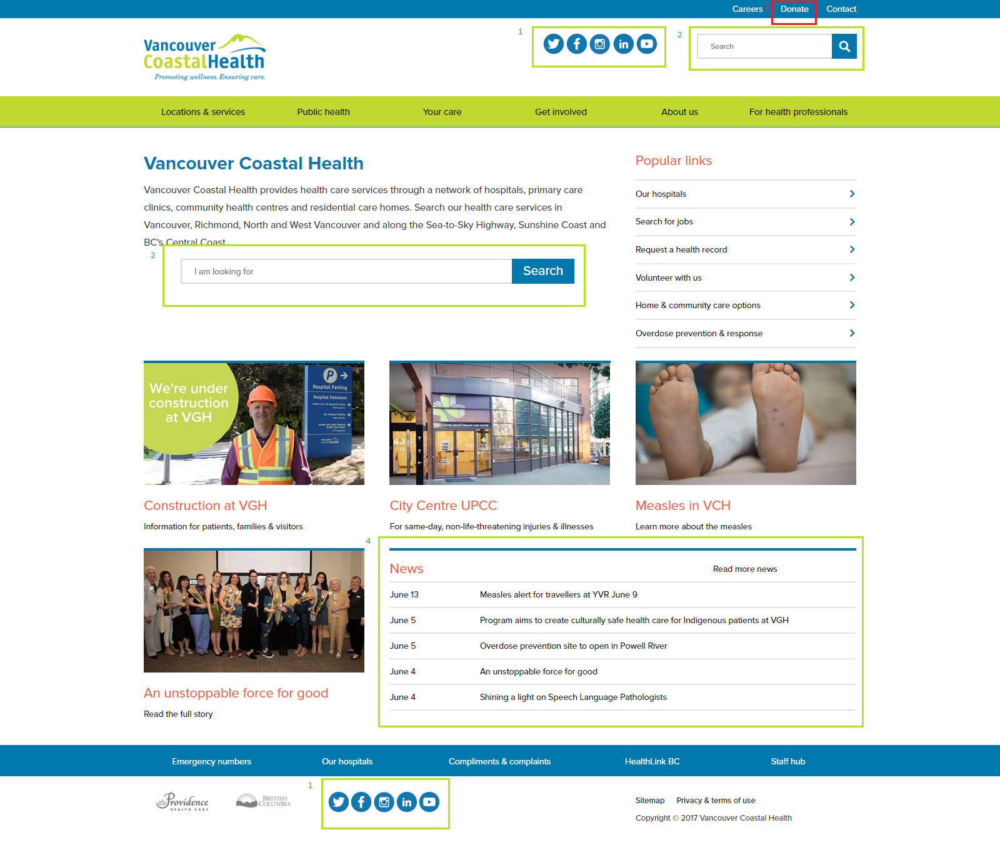 Careers Donate Contact
1
2
Vancouver
CoastalHealth
Promoting wellness. Ensuring care.
Search
Locations & services Public health Your care Get involved About us For health professionals
Vancouver Coastal Health
Vancouver Coastal Health provides health care services through a network of hospitals, primary care
clinics, community health centres and residential care homes. Search our health care services in
Vancouver, Richmond, North and West Vancouver and along the Sea-to-Sky Highway, Sunshine Coast and
BC's Central Coast
2
I am looking for Search
Popular links
Our hospitals
Search for jobs
Request a health record
Volunteer with us
Home & community care options
Overdose prevention & response
We're under
construction
at VGH
P
Hospital Parking
Hospital Entrances
Vancouver
CoastalHealth
CITY CENTRE URGENT PRIMARY CARE CENTRE
Construction at VGH
Information for patients, families & visitors
City Centre UPCC
For same-day, non-life-threatening injuries & illnesses
Measles in VCH
Learn more about the measles
4
News Read more news
June 13 Measles alert for travellers at YVR June 9
June 5 Program aims to create culturally safe health care for Indigenous patients at VGH
June 5 Overdose prevention site to open in Powell River
June 4 An unstoppable force for good
June 4 Shining a light on Speech Language Pathologists
An unstoppable force for good
Read the full story
Emergency numbers Our hospitals Compliments & complaints HealthLink BC Staff hub
1
Providence
HEALTH CARE
BRITISH
COLUMBIA
Sitemap Privacy & terms of use
Copyright © 2017 Vancouver Coastal Health